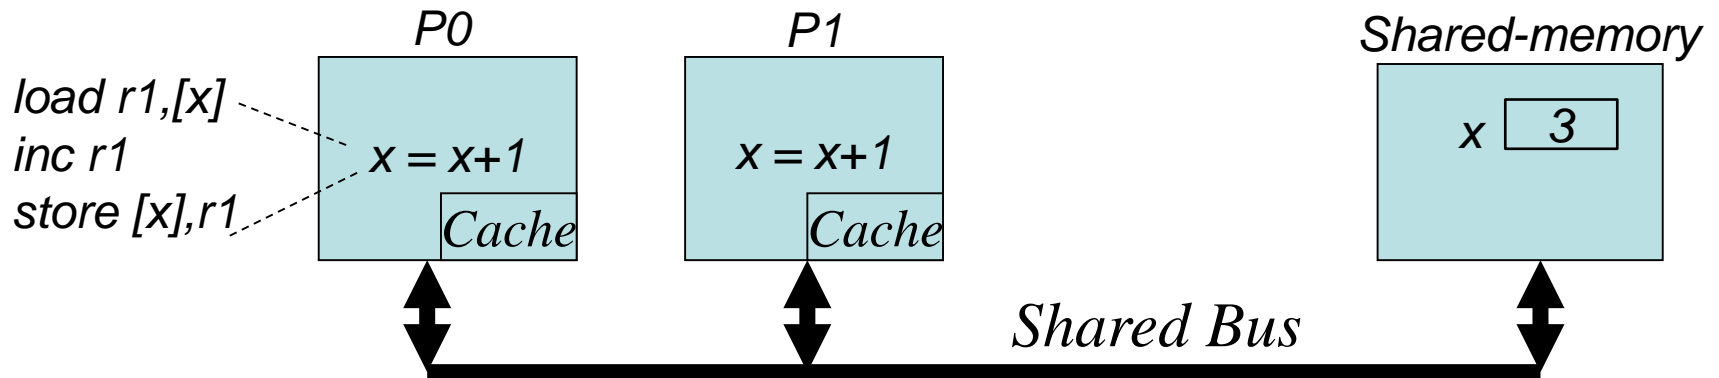 P0
P1
Shared-memory
load r1,[x]
inc r1
store [x],r1
x = x+1
Cache
x = x+1
Cache
x 3
Shared Bus